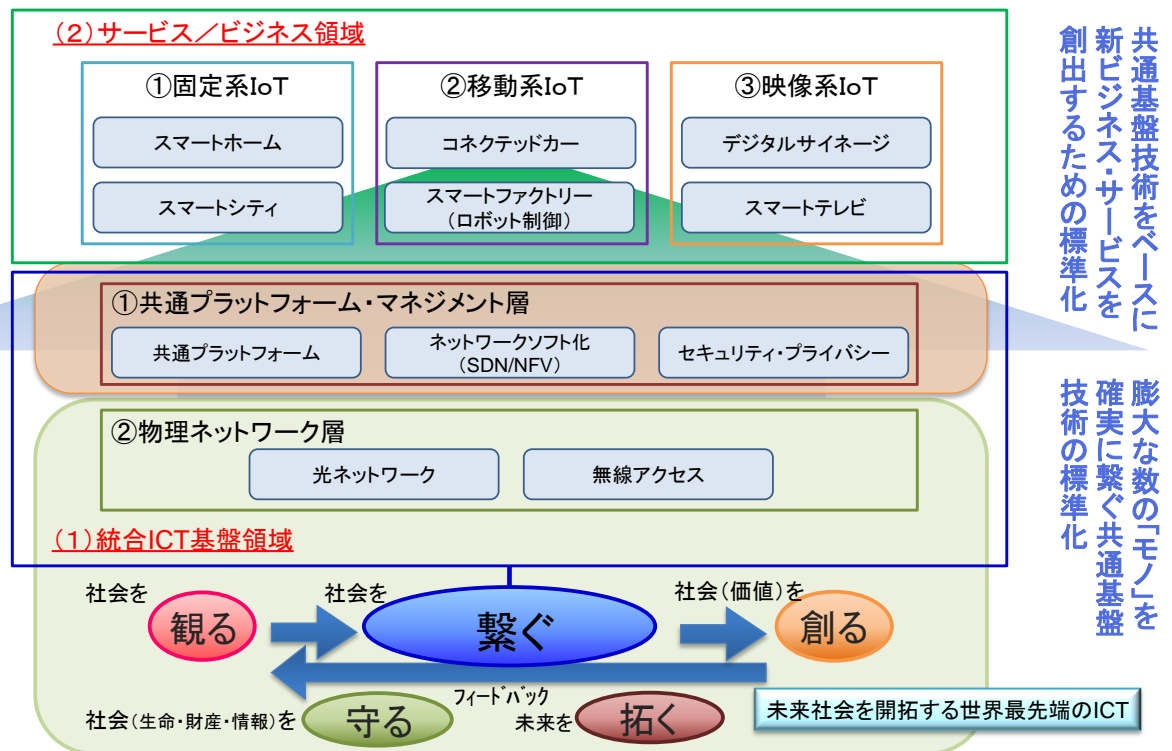 （２）サービス／ビジネス領域
①固定系IoT
スマートホーム
スマートシティ
②移動系IoT
コネクテッドカー
スマートファクトリー
（ロボット制御）
③映像系IoT
デジタルサイネージ
スマートテレビ
共通基盤技術をベースに
新ビジネス・サービスを
創出するための標準化
①共通プラットフォーム・マネジメント層
共通プラットフォーム
ネットワークソフト化
（SDN/NFV）
セキュリティ・プライバシー
②物理ネットワーク層
光ネットワーク
無線アクセス
（１）統合ICT基盤領域
膨大な数の「モノ」を
確実に繋ぐ共通基盤
技術の標準化
社会を
観る
社会を
繋ぐ
社会（価値）を
創る
フィードバック
社会（生命・財産・情報）を
守る
未来を
拓く
未来社会を開拓する世界最先端のICT